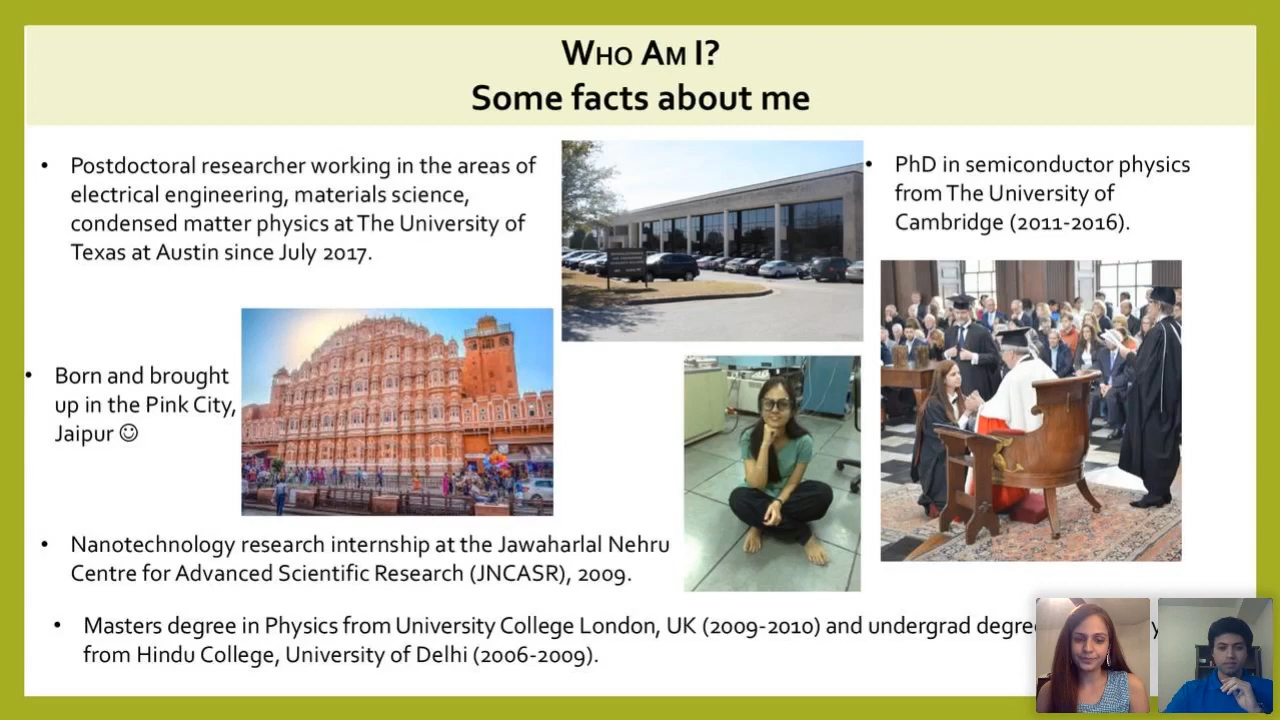 WHO AM I?
Some facts about me
• Postdoctoral researcher working in the areas of
electrical engineering, materials science,
condensed matter physics at The University of
Texas at Austin since July 2017.
• PhD in semiconductor physics
from The University of
Cambridge (2011-2016).
• Born and brought
up in the Pink City,
Jaipur ☺
• Nanotechnology research internship at the Jawaharlal Nehru
Centre for Advanced Scientific Research (JNCASR), 2009.
• Masters degree in Physics from University College London, UK (2009-2010) and undergrad
from Hindu College, University of Delhi (2006-2009).